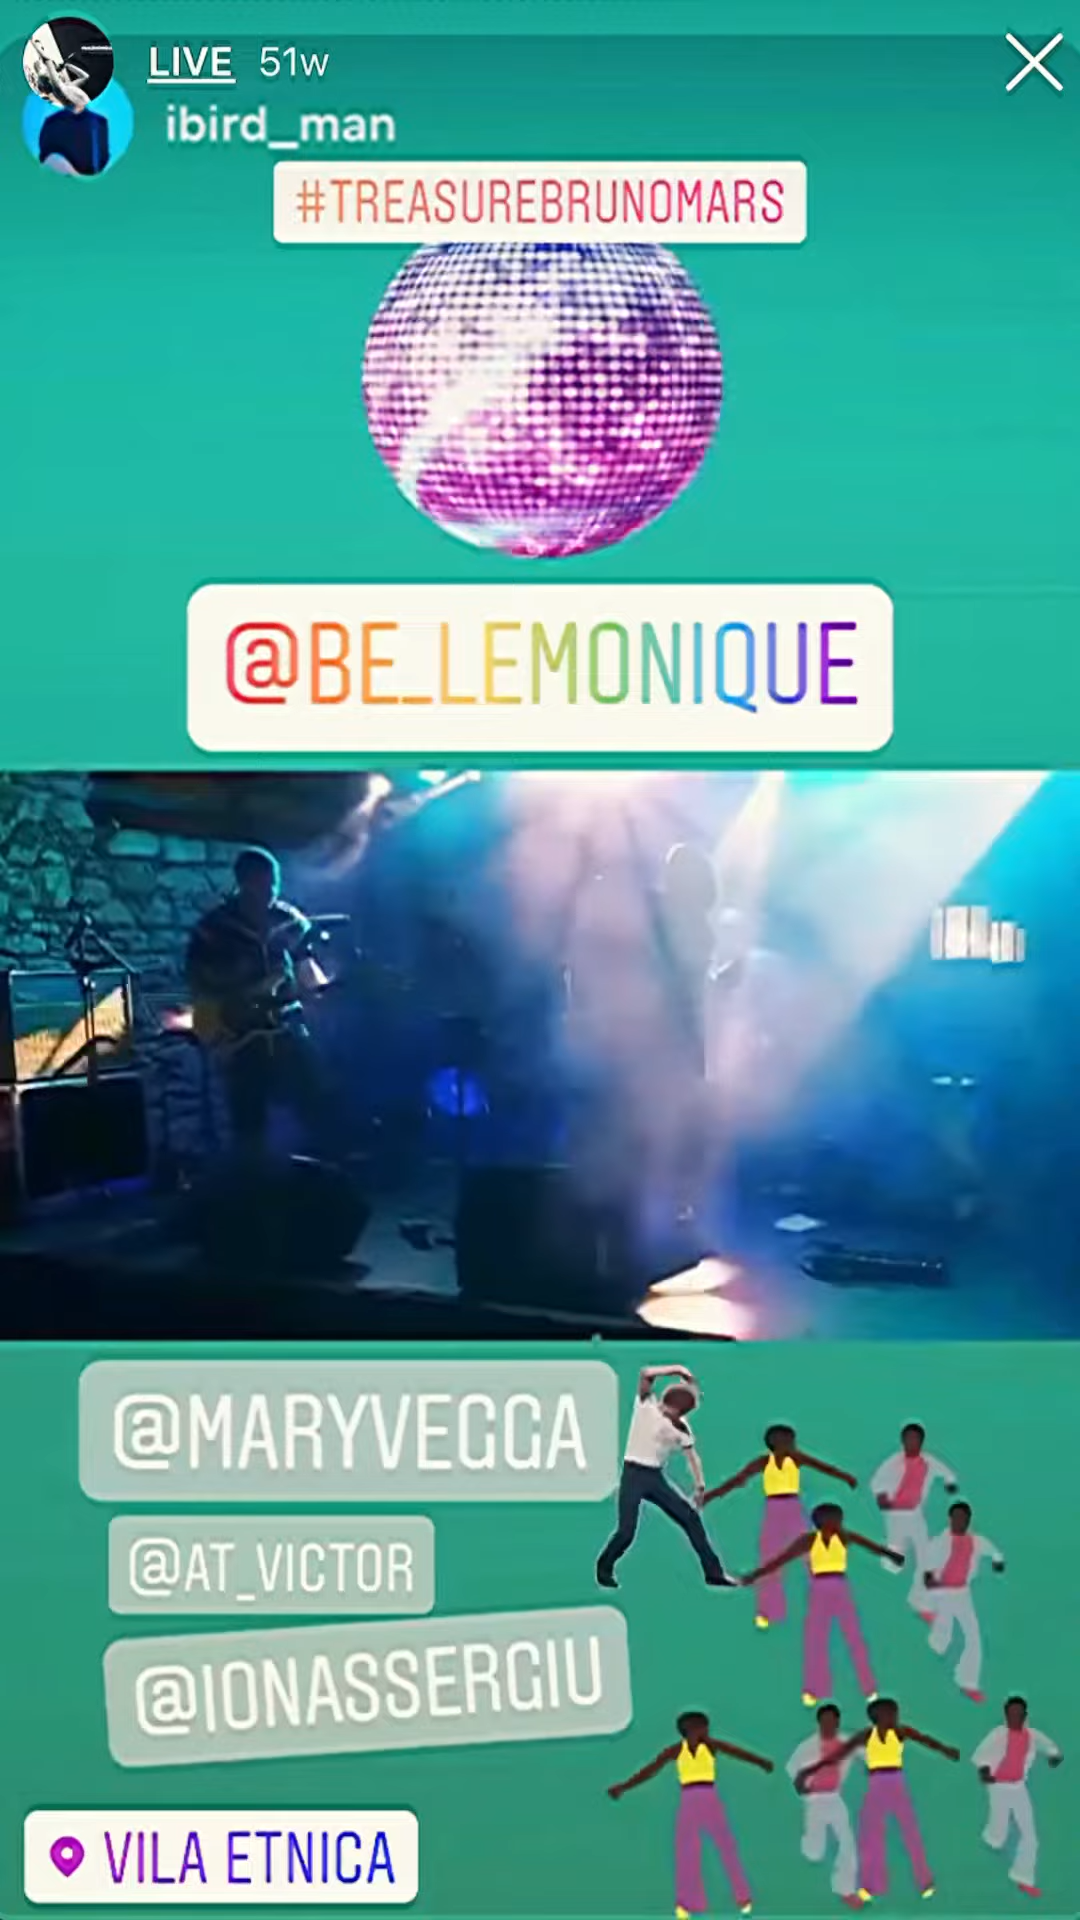 LIVE 51w
ibird_man
#TREASUREBRUNOMARS
@BE_LEMONIQUE
@MARYVEGGA
@AT_VICTOR
@IONASSERGIU
VILA ETNICA